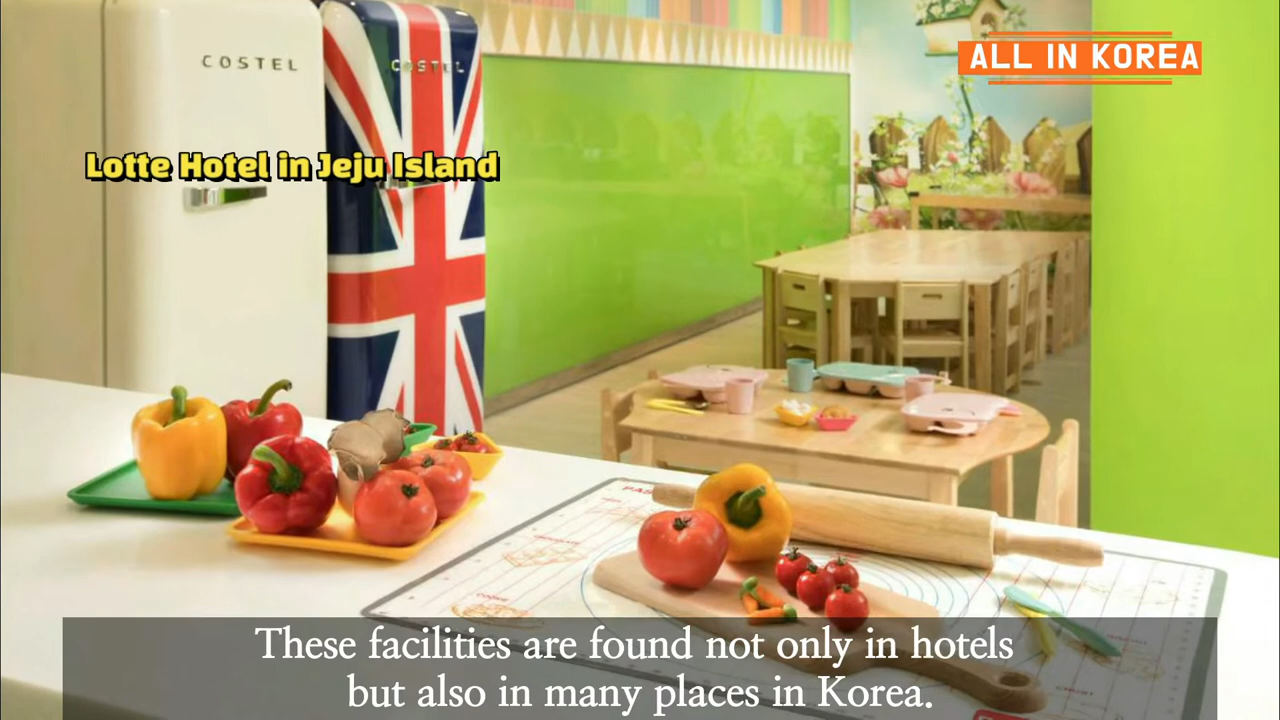 ALL IN KOREA
COSTEL
COSTEL
Lotte Hotel in Jeju Island
These facilities are found not only in hotels
but also in many places in Korea.